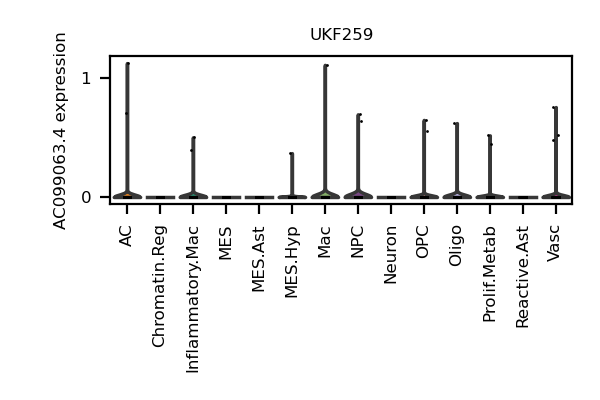 UKF259
AC099063.4 expression
1
0
AC
Chromatin.Reg
Inflammatory.Mac
MES
MES.Ast
MES.Hyp
Mac
NPC
Neuron
OPC
Oligo
Prolif.Metab
Reactive.Ast
Vasc